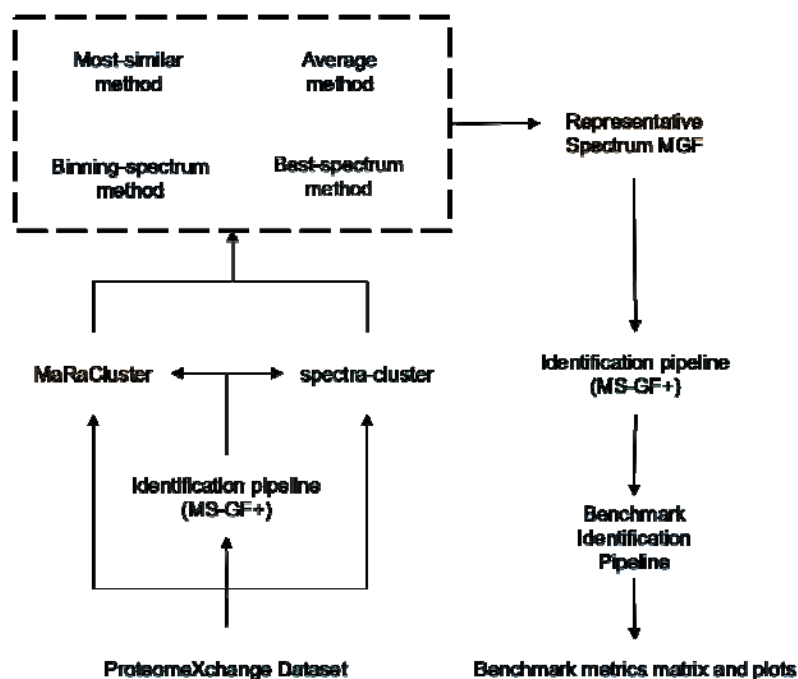 Most-similar
method
Average
method
Binning-spectrum
method
Best-spectrum
method
Representative
Spectrum MGF
MaRaCluster
spectra-cluster
Identification pipeline
(MS-GF+)
Identification pipeline
(MS-GF+)
Benchmark
Identification
Pipeline
ProteomeXchange Dataset
Benchmark metrics matrix and plots